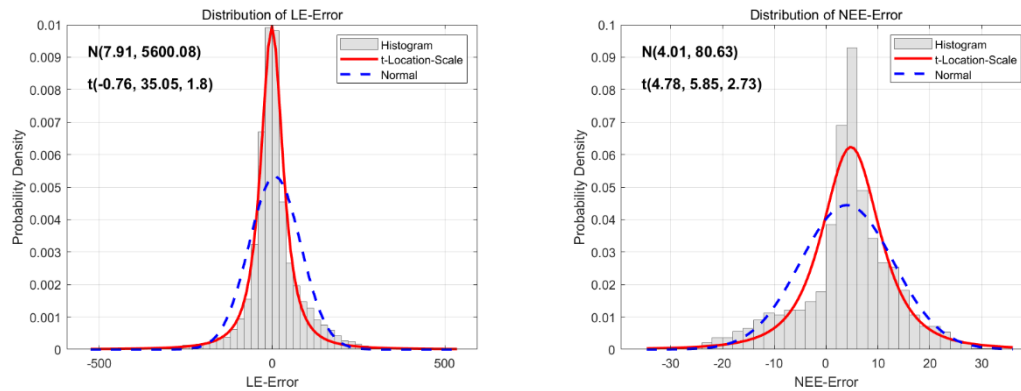 Distribution of LE-Error
N(7.91, 5600.08)
t(-0.76, 35.05, 1.8)
Histogram
t-Location-Scale
Normal
Probability Density
0.01
0.009
0.008
0.007
0.006
0.005
0.004
0.003
0.002
0.001
0
-500
0
500
LE-Error
Distribution of NEE-Error
N(4.01, 80.63)
t(4.78, 5.85, 2.73)
Histogram
t-Location-Scale
Normal
Probability Density
0.1
0.09
0.08
0.07
0.06
0.05
0.04
0.03
0.02
0.01
0
-30
-20
-10
0
10
20
30
NEE-Error